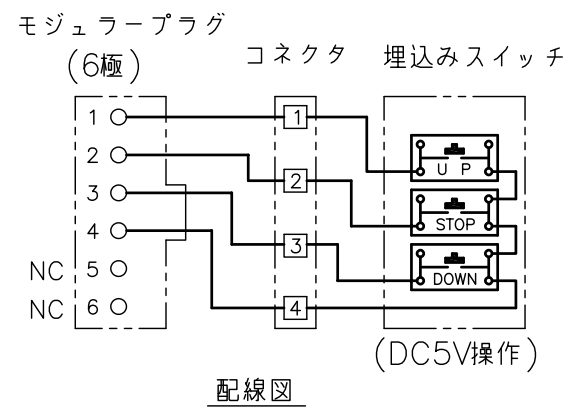 モジュラープラグ
(6極)
コネクタ
埋込みスイッチ
1
1
2
2
3
3
4
4
NC 5
NC 6
UP
STOP
DOWN
(DC5V操作)
配線図